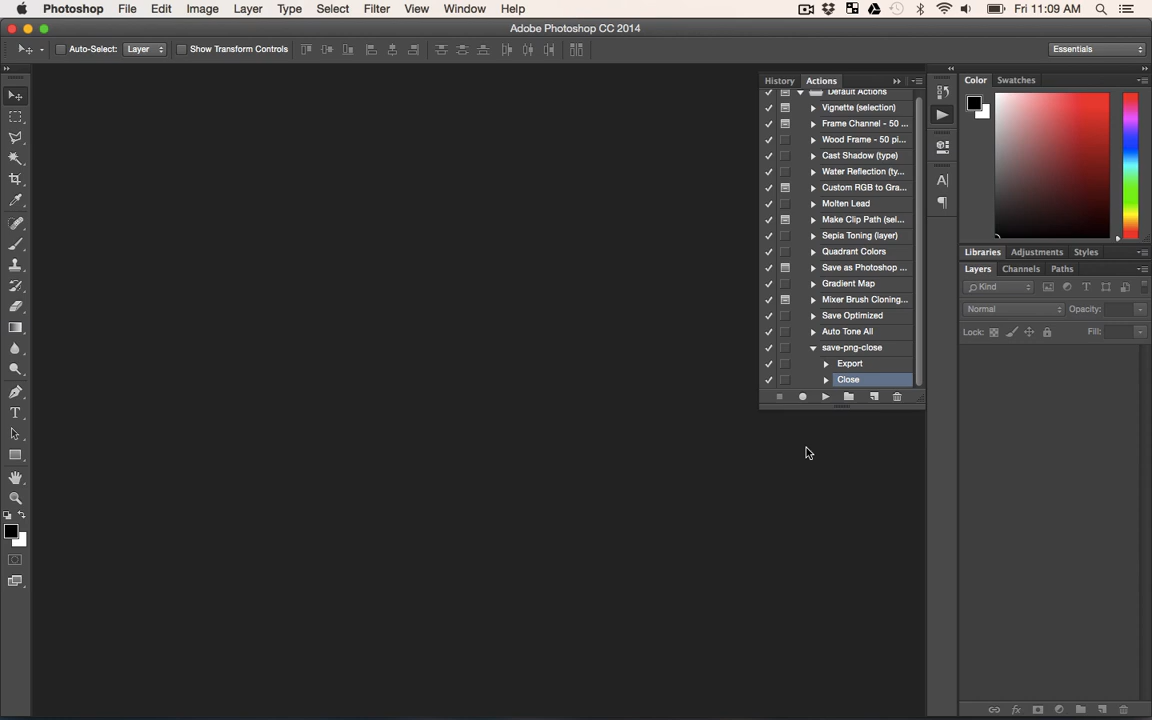 Photoshop File Edit Image Layer Type Select Filter View Window Help Fri 11:09 AM
Adobe Photoshop CC 2014
Auto-Select: Layer Show Transform Controls Essentials
History Actions
Default Actions
Vignette (selection)
Frame Channel - 50 ...
Wood Frame - 50 pi...
Cast Shadow (type)
Water Reflection (ty...
Custom RGB to Gra...
Molten Lead
Make Clip Path (sel...
Sepia Toning (layer)
Quadrant Colors
Save as Photoshop ...
Gradient Map
Mixer Brush Cloning...
Save Optimized
Auto Tone All
save-png-close
Export
Close
Color Swatches
Libraries Adjustments Styles
Layers Channels Paths
Kind
Normal Opacity:
Lock: Fill: